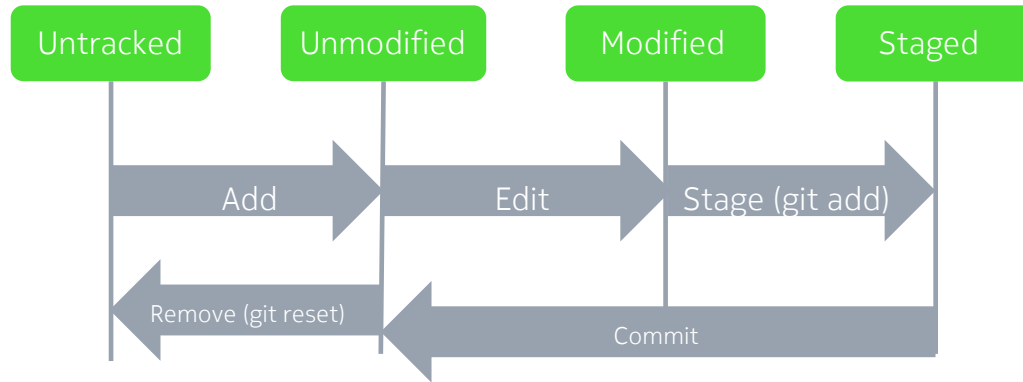 Untracked
Unmodified
Modified
Staged
Add
Edit
Stage (git add)
Remove (git reset)
Commit